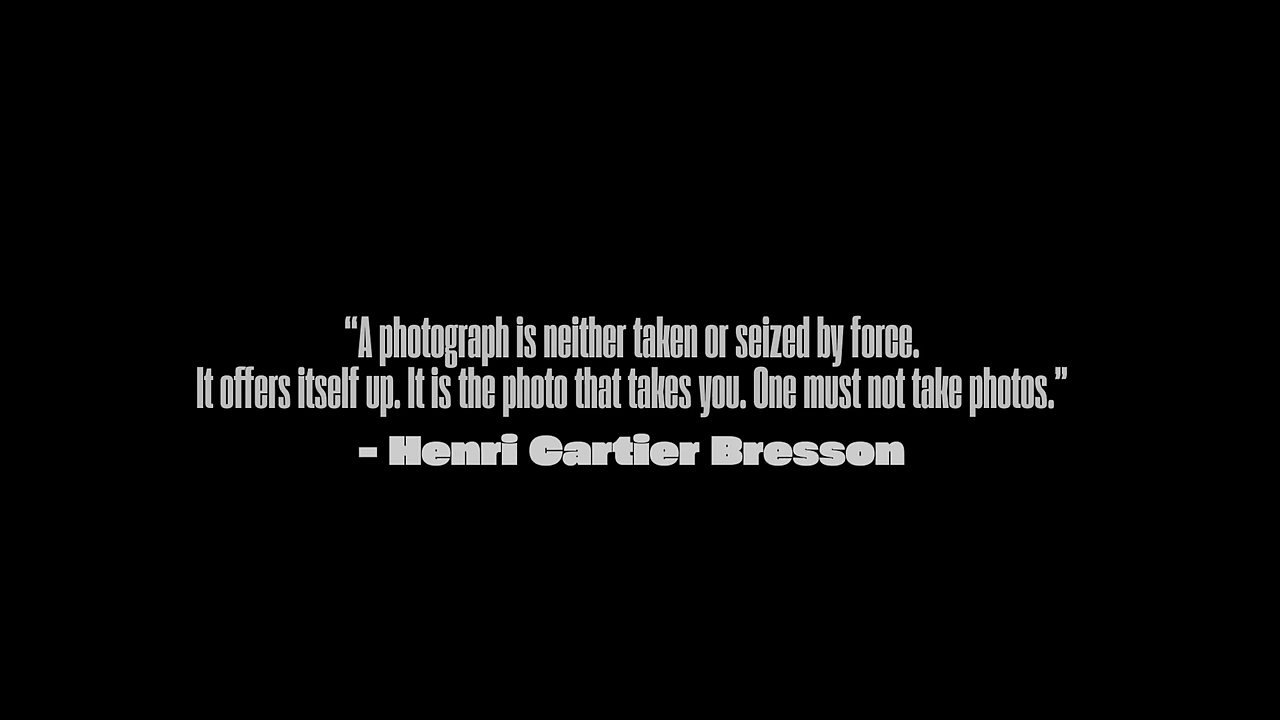 “A photograph is neither taken or seized by force.
It offers itself up. It is the photo that takes you. One must not take photos.”
- Henri Cartier Bresson